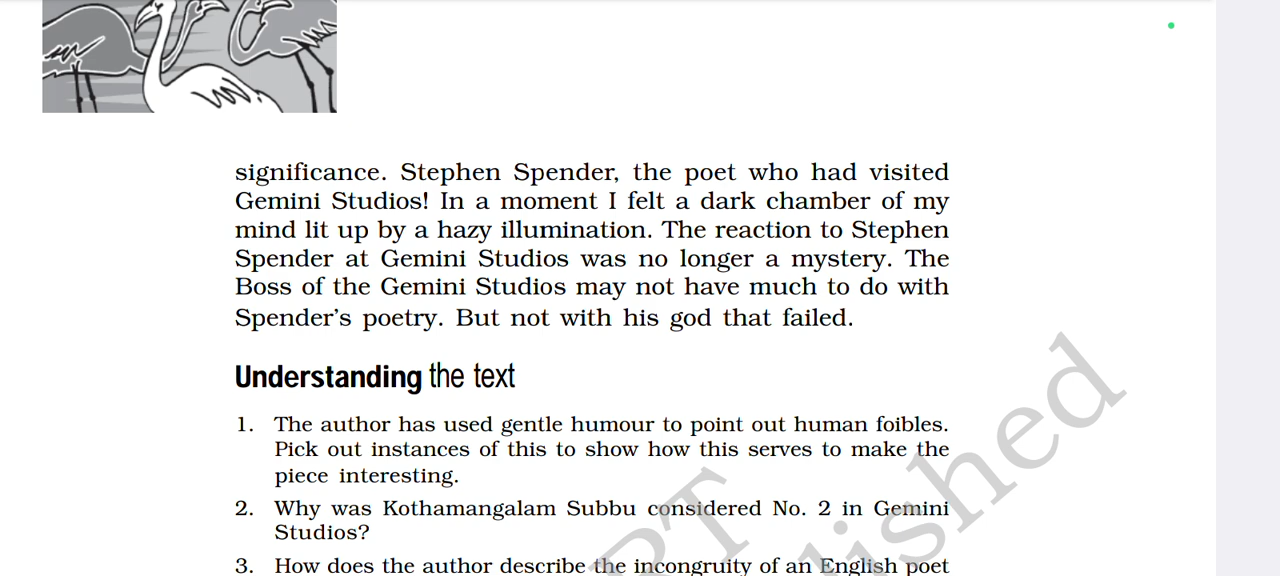 significance. Stephen Spender, the poet who had visited
Gemini Studios! In a moment I felt a dark chamber of my
mind lit up by a hazy illumination. The reaction to Stephen
Spender at Gemini Studios was no longer a mystery. The
Boss of the Gemini Studios may not have much to do with
Spender's poetry. But not with his god that failed.
Understanding the text
1. The author has used gentle humour to point out human foibles.
Pick out instances of this to show how this serves to make the
piece interesting.
2. Why was Kothamangalam Subbu considered No. 2 in Gemini
Studios?
3. How does the author describe the incongruity of an English poet